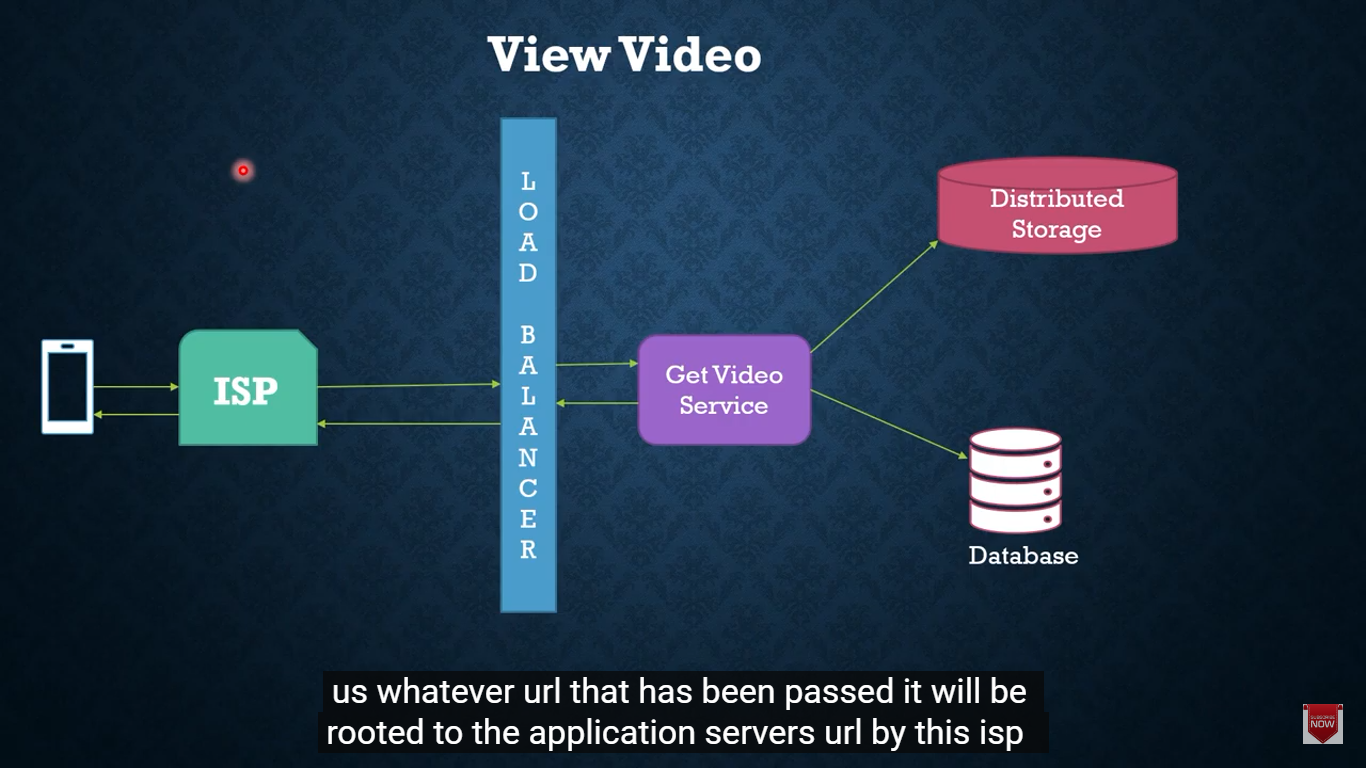 View Video
LOAD BALANCER
Distributed
Storage
ISP
Get Video
Service
Database
us whatever url that has been passed it will be
rooted to the application servers url by this isp
SUBSCRIBE
NOW